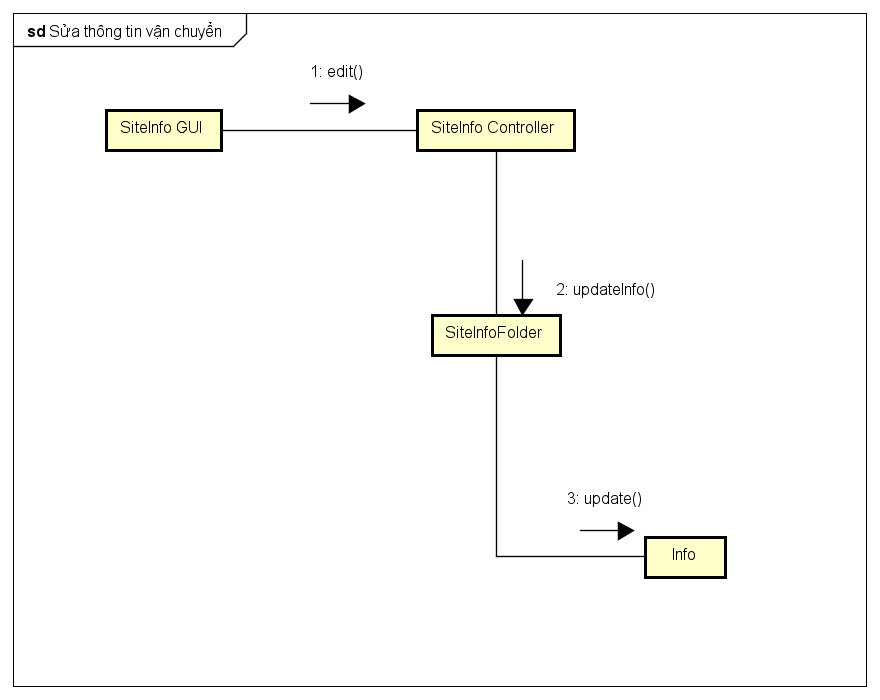 sd Sửa thông tin vận chuyển
1: edit()
SiteInfo GUI
SiteInfo Controller
2: updateInfo()
SiteInfoFolder
3: update()
Info